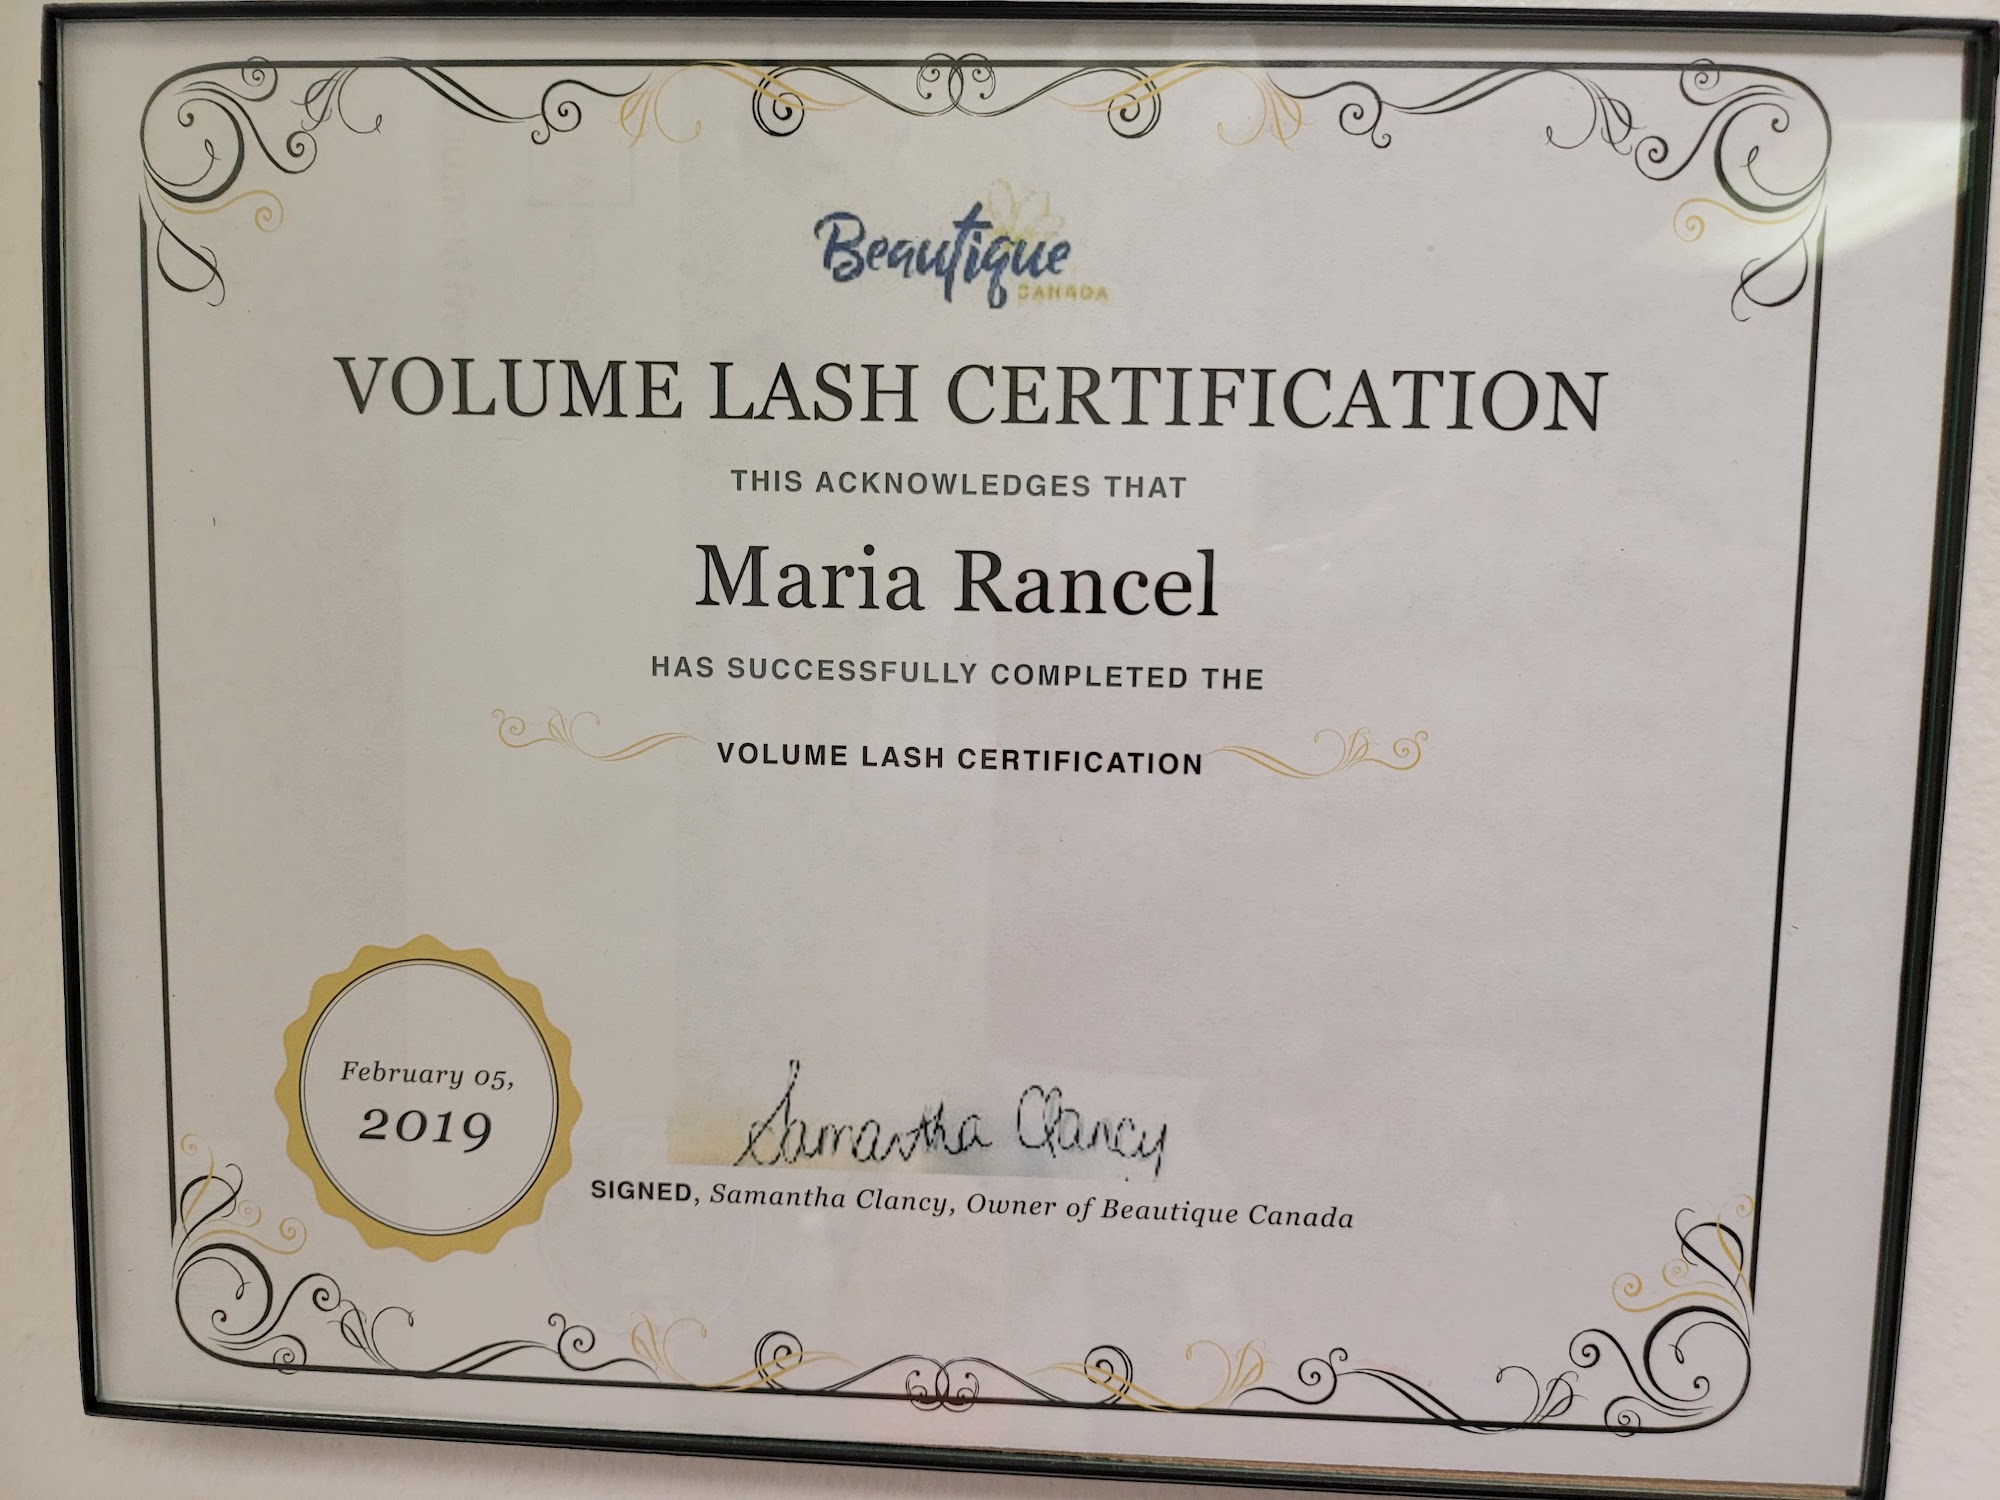 Beautique
CANADA
VOLUME LASH CERTIFICATION
THIS ACKNOWLEDGES THAT
Maria Rancel
HAS SUCCESSFULLY COMPLETED THE
VOLUME LASH CERTIFICATION
February 05,
2019
Samantha Clancy
SIGNED, Samantha Clancy, Owner of Beautique Canada